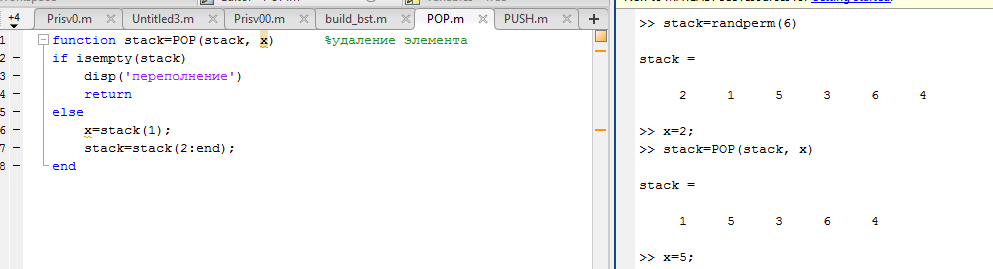 +4 Prisv0.m Untitled3.m Prisv00.m build_bst.m POP.m PUSH.m +
1 function stack=POP(stack, x) %удаление элемента
2 if isempty(stack)
3 disp('переполнение')
4 return
5 else
6 x=stack(1);
7 stack=stack(2:end);
8 end
>> stack=randperm(6)
stack =
2 1 5 3 6 4
>> x=2;
>> stack=POP(stack, x)
stack =
1 5 3 6 4
>> x=5;